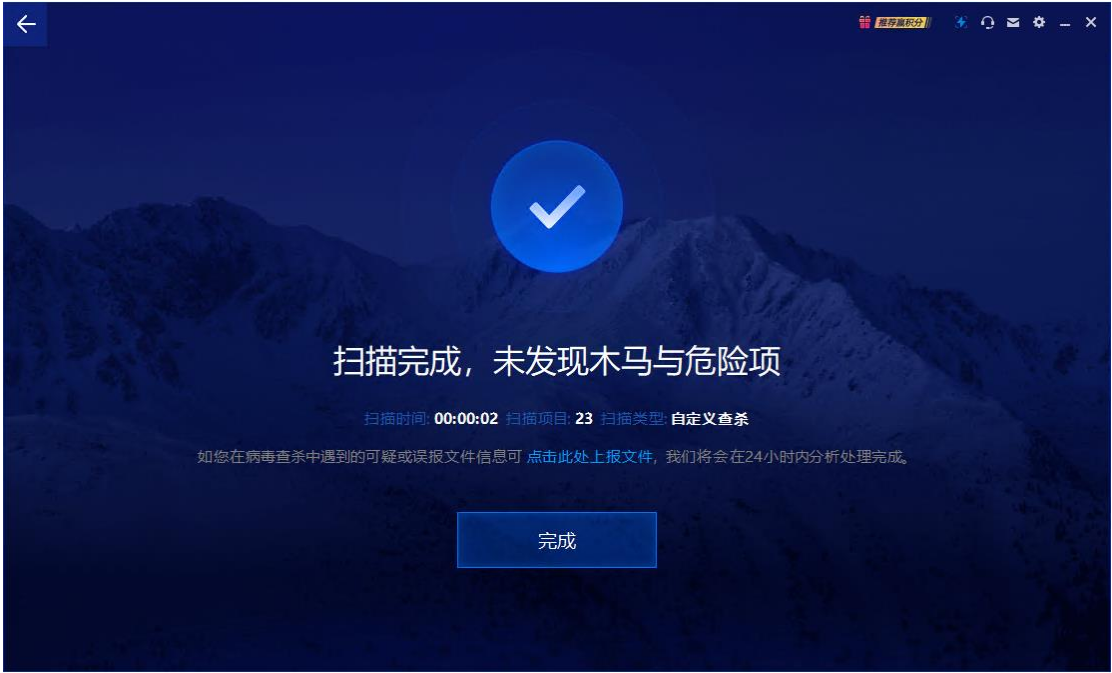 推荐赢积分
扫描完成，未发现木马与危险项
扫描时间: 00:00:02 扫描项目: 23 扫描类型: 自定义查杀
如您在病毒查杀中遇到的可疑或误报文件信息可 点击此处上报文件，我们将会在24小时内分析处理完成。
完成